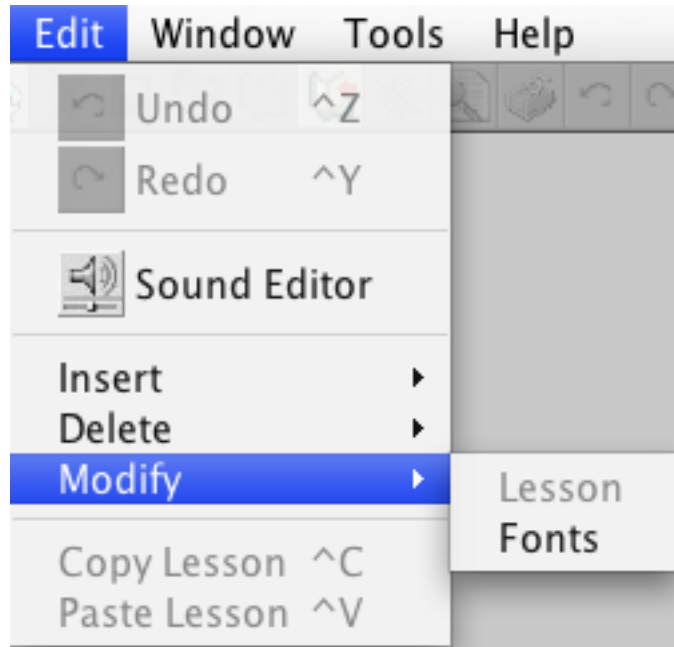 Edit Window Tools Help
Undo ^Z
Redo ^Y
Sound Editor
Insert
Delete
Modify
Lesson
Fonts
Copy Lesson ^C
Paste Lesson ^V